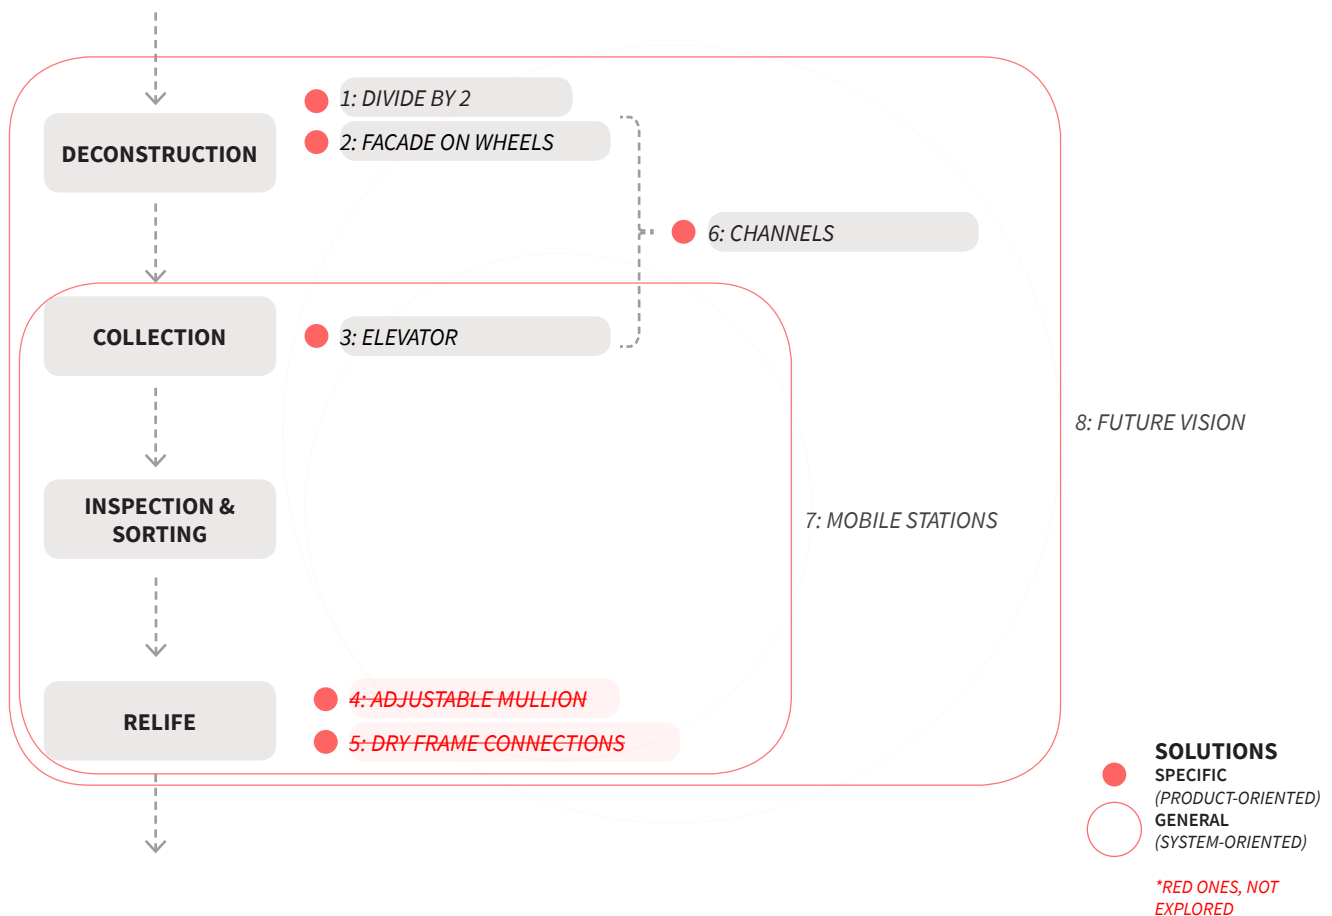 1: DIVIDE BY 2
2: FACADE ON WHEELS
DECONSTRUCTION
6: CHANNELS
COLLECTION
3: ELEVATOR
8: FUTURE VISION
INSPECTION &
SORTING
7: MOBILE STATIONS
RELIFE
4: ADJUSTABLE MULLION
5: DRY FRAME CONNECTIONS
SOLUTIONS
SPECIFIC
(PRODUCT-ORIENTED)
GENERAL
(SYSTEM-ORIENTED)
*RED ONES, NOT
EXPLORED